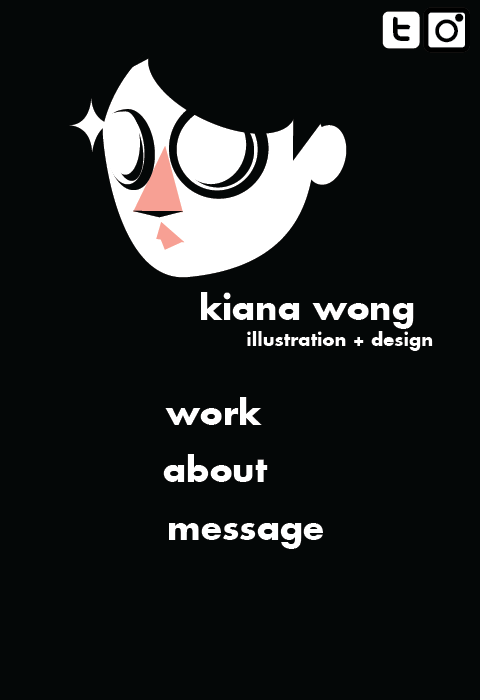 t
kiana wong
illustration + design
work
about
message